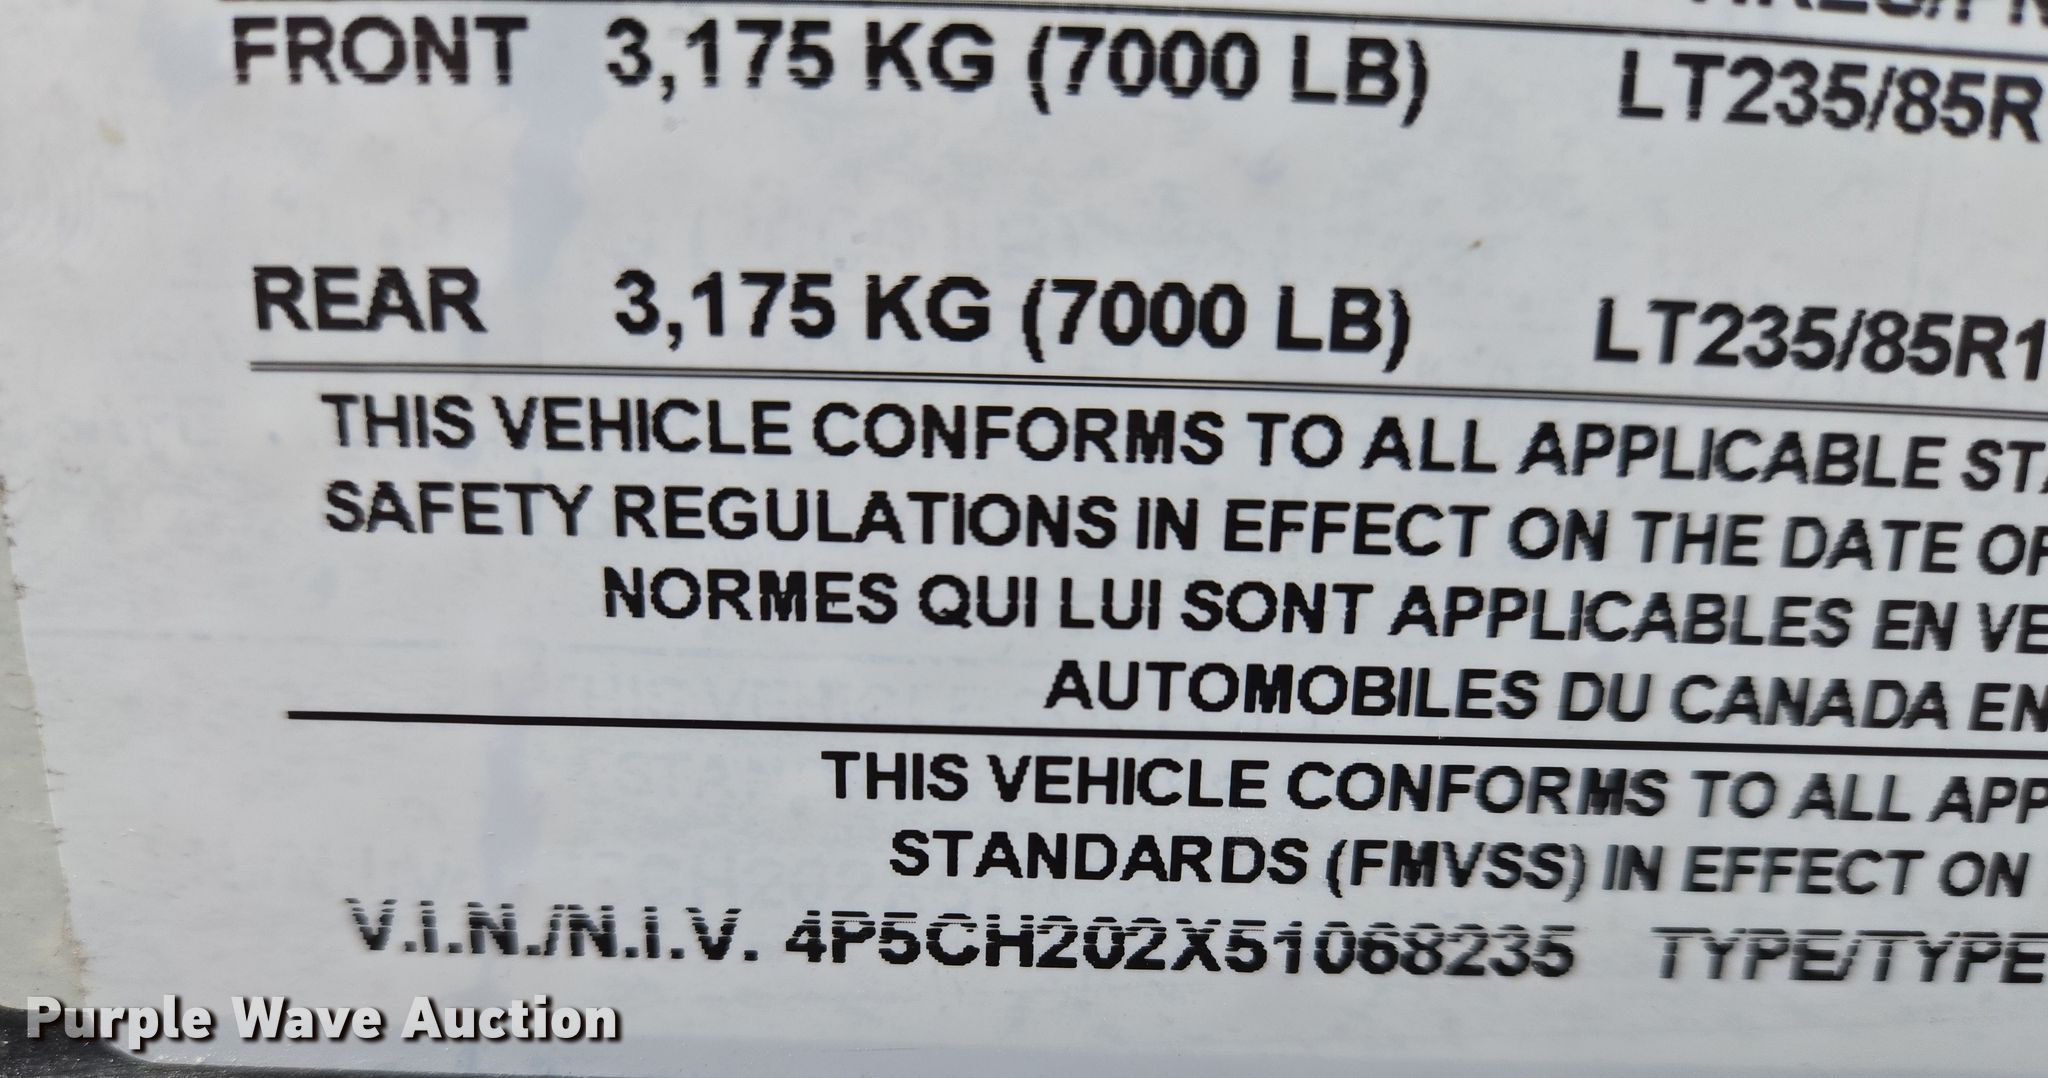 FRONT 3,175 KG (7000 LB) LT235/85R
REAR 3,175 KG (7000 LB) LT235/85R1
THIS VEHICLE CONFORMS TO ALL APPLICABLE STA
SAFETY REGULATIONS IN EFFECT ON THE DATE OF
NORMES QUI LUI SONT APPLICABLES EN VE
AUTOMOBILES DU CANADA EN
THIS VEHICLE CONFORMS TO ALL APP
STANDARDS (FMVSS) IN EFFECT ON
V.I.N./N.I.V. 4P5CH202X51068235 TYPE/TYPE
Purple Wave Auction